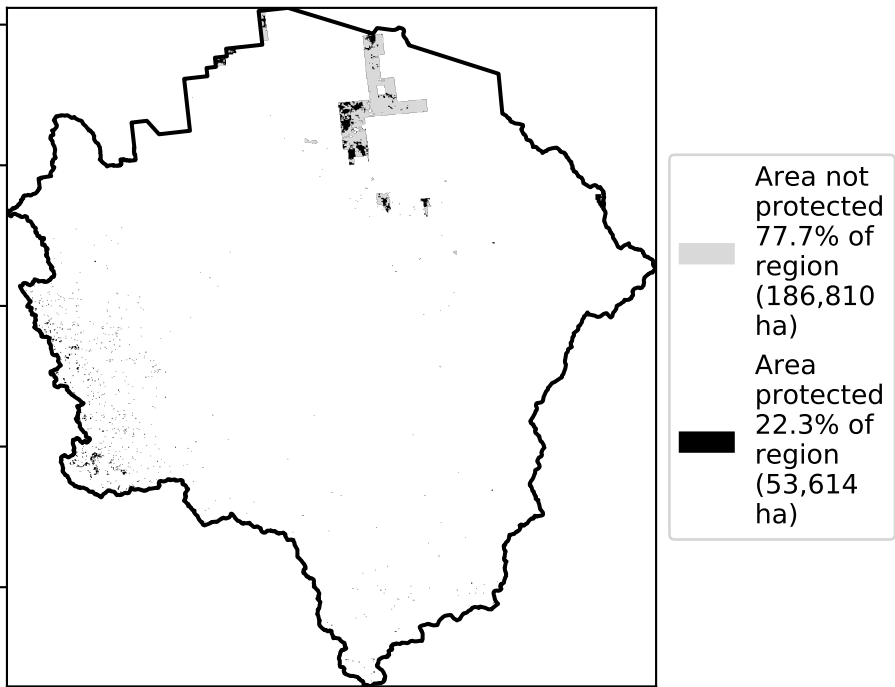 Area not
protected
77.7% of
region
(186,810
ha)
Area
protected
22.3% of
region
(53,614
ha)